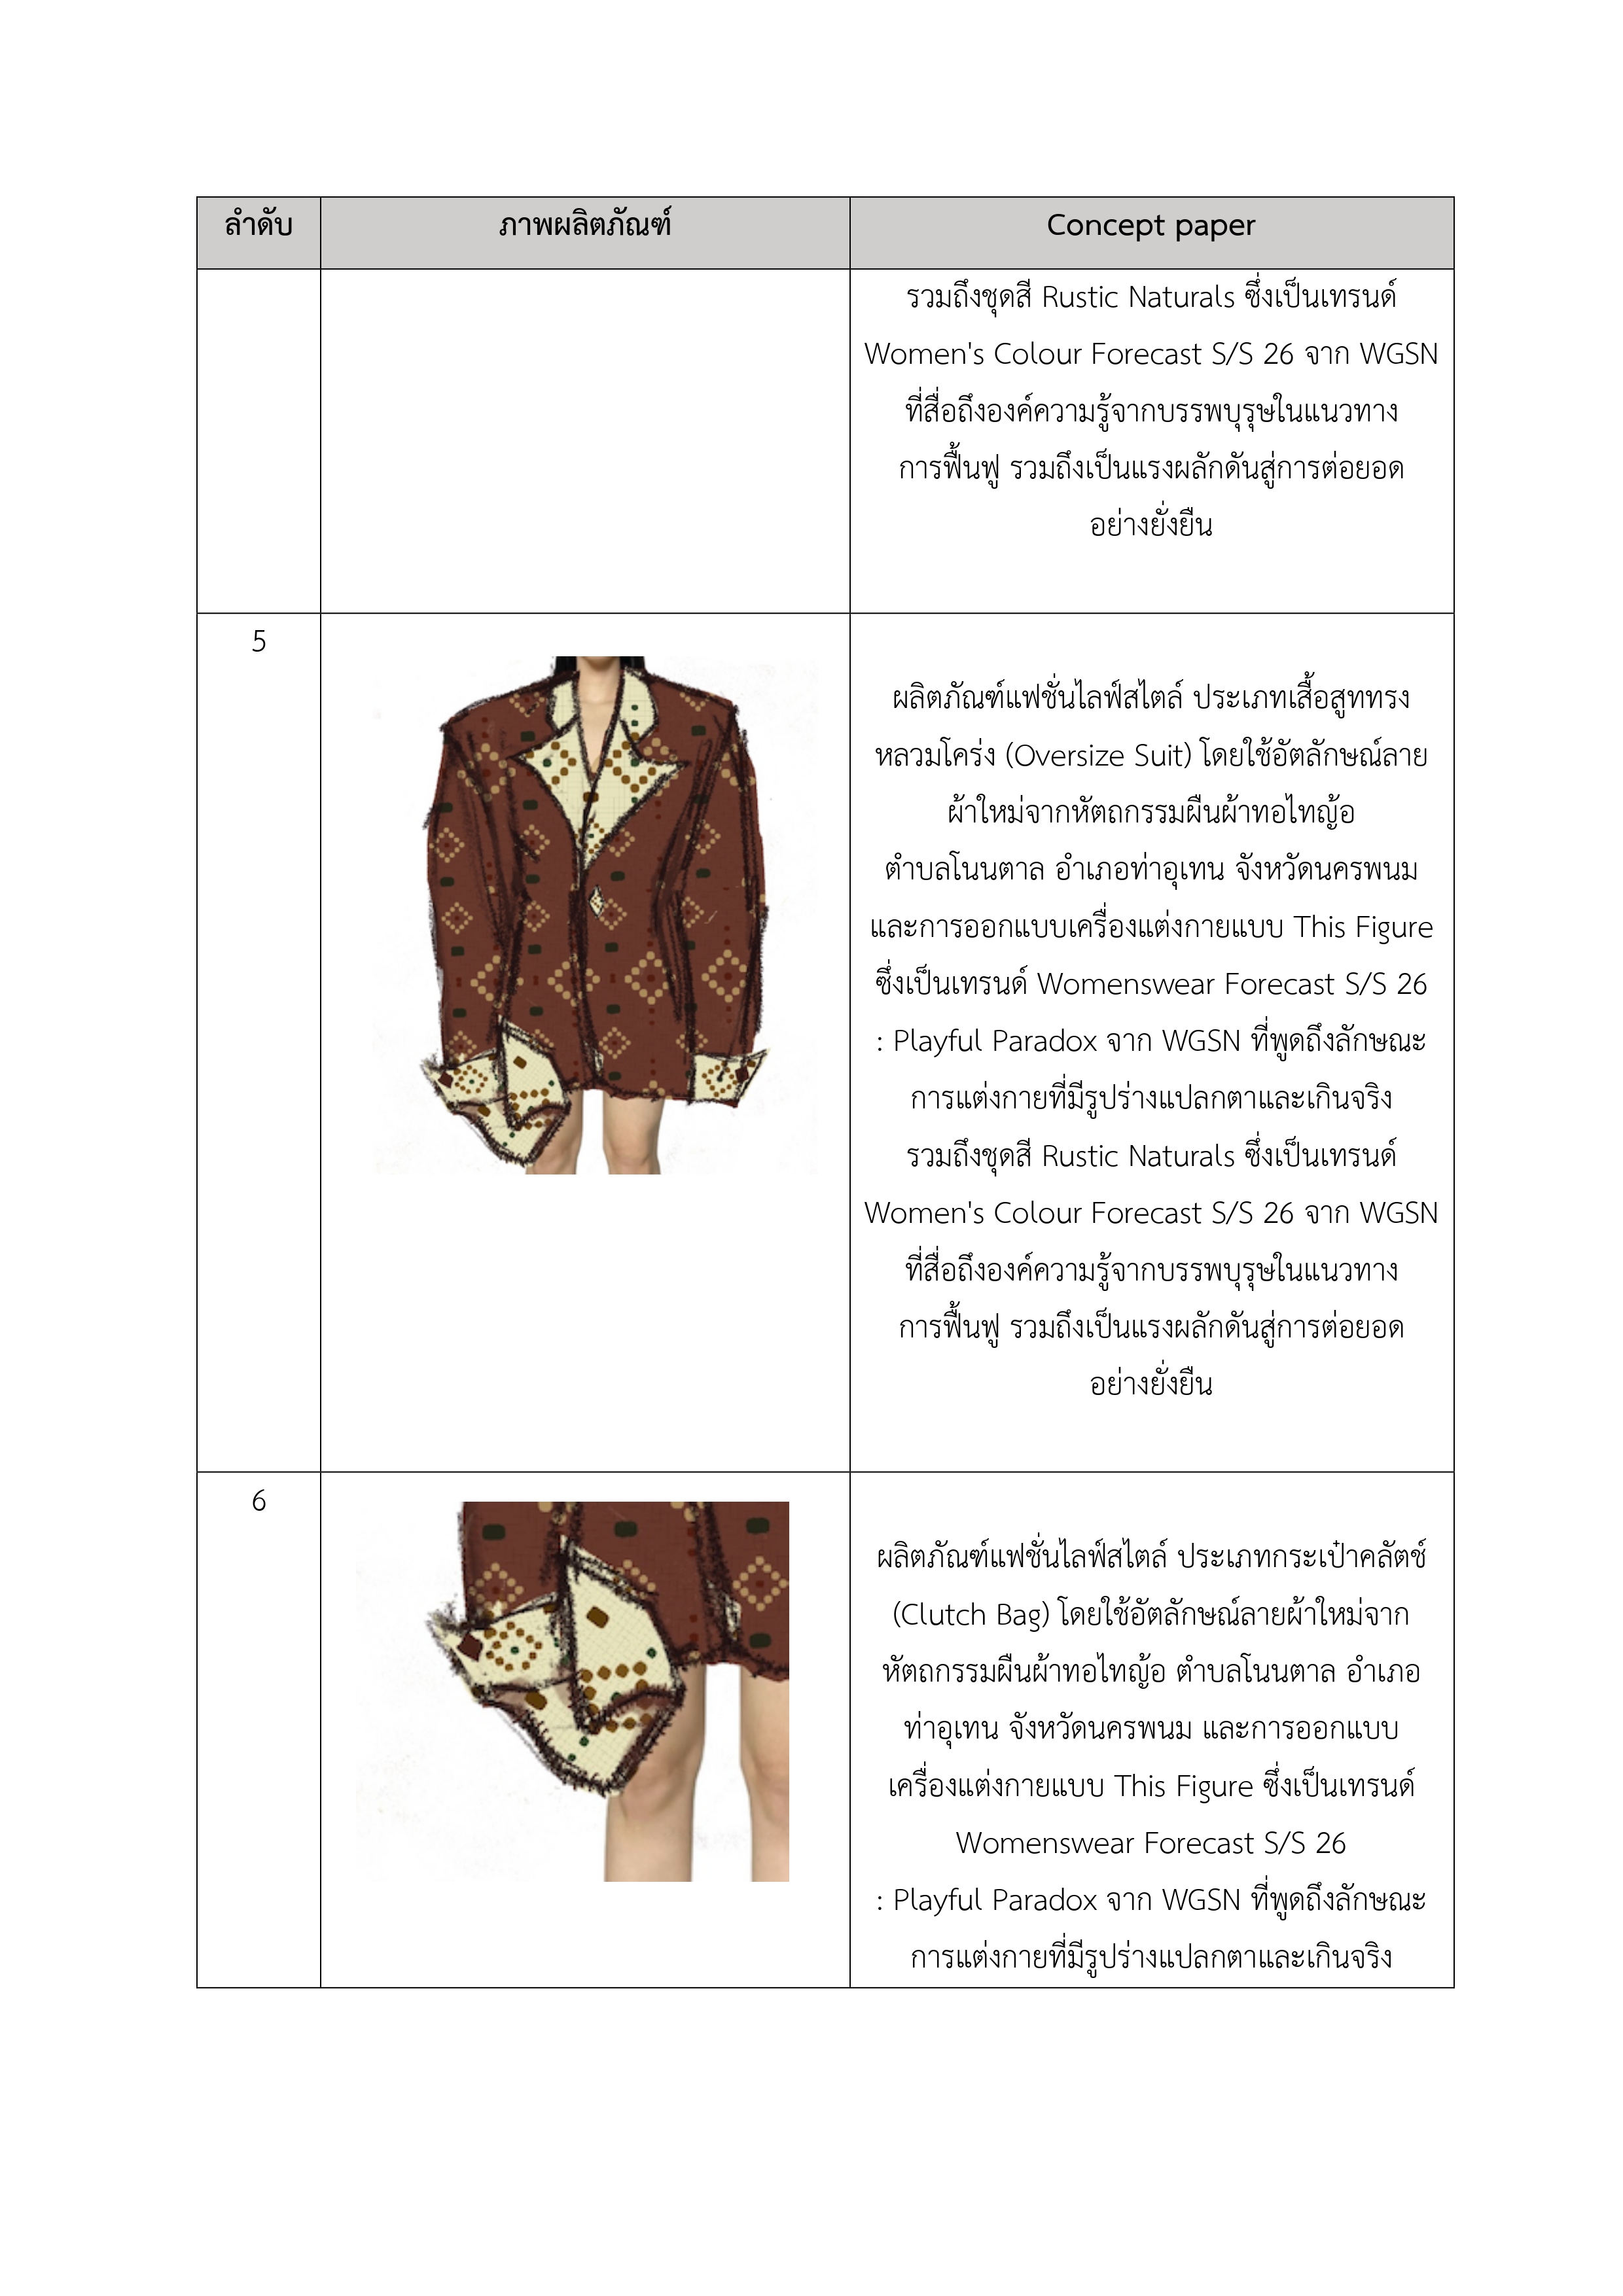 ลำดับ ภาพผลิตภัณฑ์ Concept paper
รวมถึงชุดสี Rustic Naturals ซึ่งเป็นเทรนด์
Women's Colour Forecast S/S 26 จาก WGSN
ที่สื่อถึงองค์ความรู้จากบรรพบุรุษในแนวทาง
การฟื้นฟู รวมถึงเป็นแรงผลักดันสู่การต่อยอด
อย่างยั่งยืน
5
ผลิตภัณฑ์แฟชั่นไลฟ์สไตล์ ประเภทเสื้อสูททรง
หลวมโคร่ง (Oversize Suit) โดยใช้อัตลักษณ์ลาย
ผ้าใหม่จากหัตถกรรมผืนผ้าทอไทญ้อ
ตำบลโนนตาล อำเภอท่าอุเทน จังหวัดนครพนม
และการออกแบบเครื่องแต่งกายแบบ This Figure
ซึ่งเป็นเทรนด์ Womenswear Forecast S/S 26
: Playful Paradox จาก WGSN ที่พูดถึงลักษณะ
การแต่งกายที่มีรูปร่างแปลกตาและเกินจริง
รวมถึงชุดสี Rustic Naturals ซึ่งเป็นเทรนด์
Women's Colour Forecast S/S 26 จาก WGSN
ที่สื่อถึงองค์ความรู้จากบรรพบุรุษในแนวทาง
การฟื้นฟู รวมถึงเป็นแรงผลักดันสู่การต่อยอด
อย่างยั่งยืน
6
ผลิตภัณฑ์แฟชั่นไลฟ์สไตล์ ประเภทกระเป๋าคลัตช์
(Clutch Bag) โดยใช้อัตลักษณ์ลายผ้าใหม่จาก
หัตถกรรมผืนผ้าทอไทญ้อ ตำบลโนนตาล อำเภอ
ท่าอุเทน จังหวัดนครพนม และการออกแบบ
เครื่องแต่งกายแบบ This Figure ซึ่งเป็นเทรนด์
Womenswear Forecast S/S 26
: Playful Paradox จาก WGSN ที่พูดถึงลักษณะ
การแต่งกายที่มีรูปร่างแปลกตาและเกินจริง